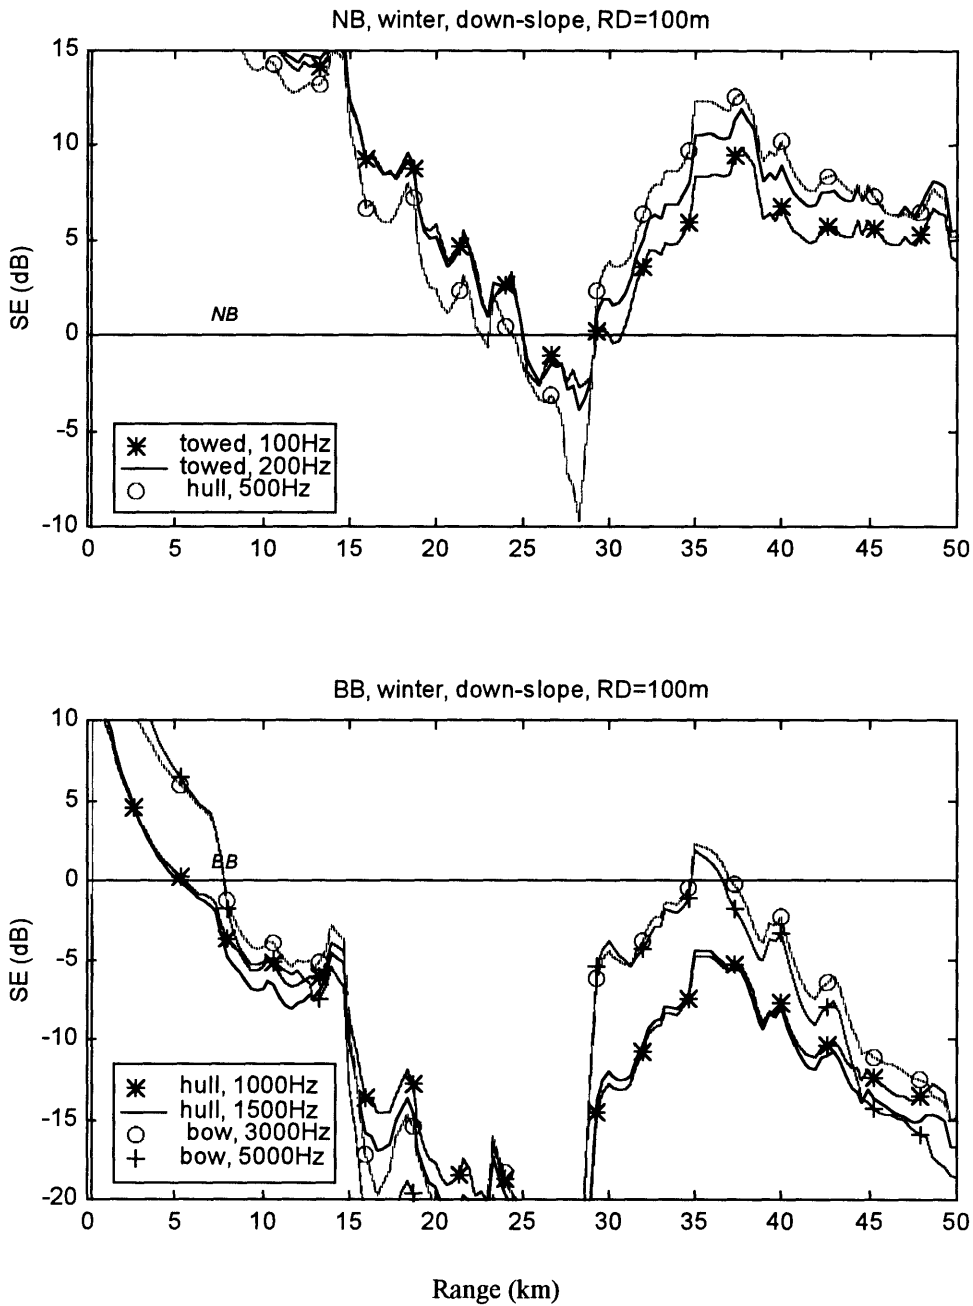 NB, winter, down-slope, RD=100m
15
10
5
0
-5
-10
SE (dB)
NB
towed, 100Hz
towed, 200Hz
hull, 500Hz
0 5 10 15 20 25 30 35 40 45 50
BB, winter, down-slope, RD=100m
10
5
0
-5
-10
-15
-20
SE (dB)
BB
hull, 1000Hz
hull, 1500Hz
bow, 3000Hz
bow, 5000Hz
0 5 10 15 20 25 30 35 40 45 50
Range (km)